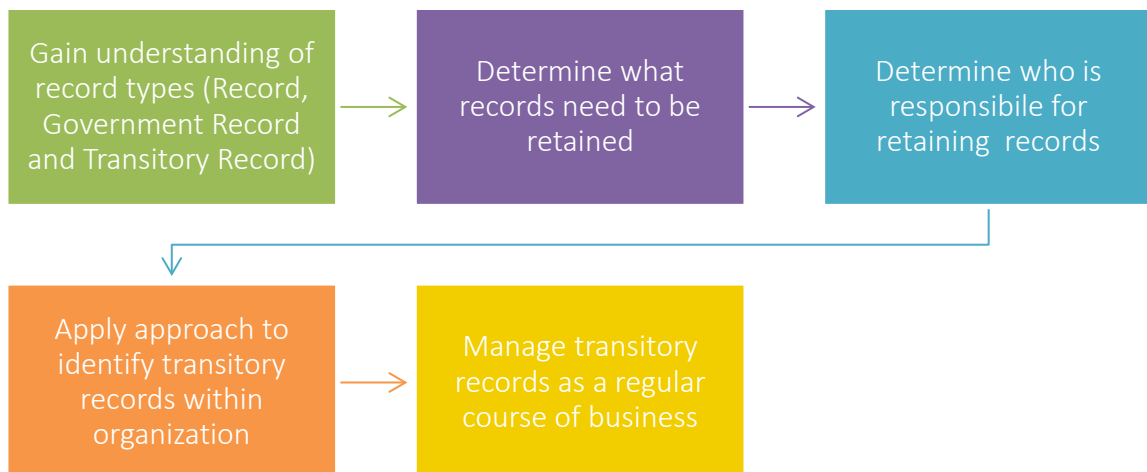 Gain understanding of
record types (Record,
Government Record
and Transitory Record)
Determine what
records need to be
retained
Determine who is
responsibile for
retaining  records
Apply approach to
identify transitory
records within
organization
Manage transitory
records as a regular
course of business